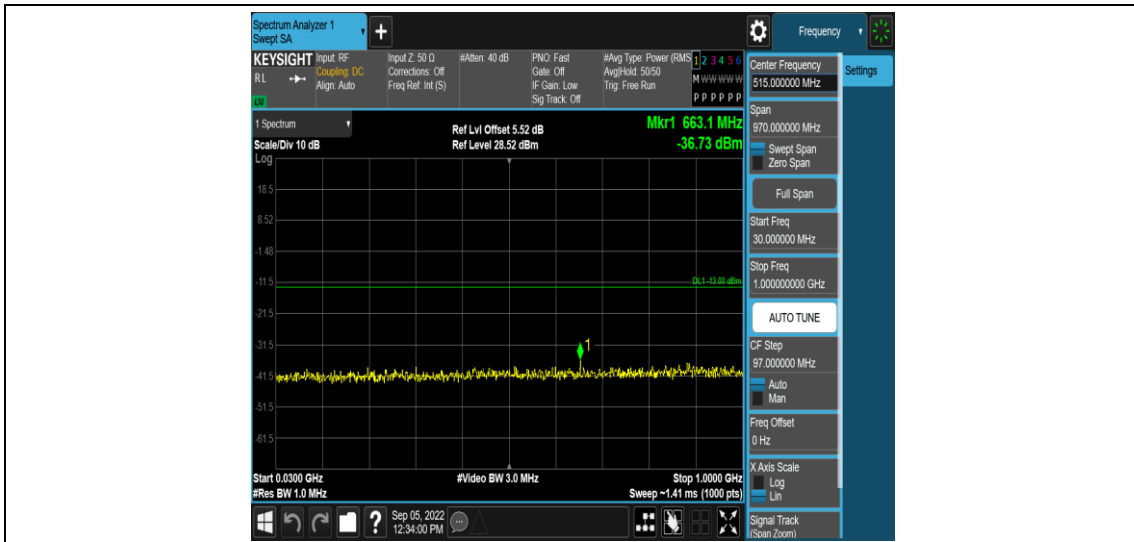 Spectrum Analyzer 1
Swept SA
+
Frequency
KEYSIGHT Input: RF Input Z: 50 Ω #Atten: 40 dB PNO: Fast #Avg Type: Power (RMS 1 2 3 4 5 6
RL Coupling: DC Corrections: Off Gate: Off Avg|Hold: 50/50 M W W W W W
Align: Auto Freq Ref: Int (S) IF Gain: Low Trig: Free Run
Sig Track: Off P P P P P P
LXI
Center Frequency
515.000000 MHz
Settings
1 Spectrum
Ref Lvl Offset 5.52 dB
Mkr1 663.1 MHz
Scale/Div 10 dB
Ref Level 28.52 dBm
-36.73 dBm
Log
18.5
8.52
-1.48
-11.5
DL1 -13.00 dBm
-21.5
-31.5
1
-41.5
-51.5
-61.5
Start 0.0300 GHz
#Video BW 3.0 MHz
Stop 1.0000 GHz
#Res BW 1.0 MHz
Sweep ~1.41 ms (1000 pts)
Span
970.000000 MHz
Swept Span
Zero Span
Full Span
Start Freq
30.000000 MHz
Stop Freq
1.000000000 GHz
AUTO TUNE
CF Step
97.000000 MHz
Auto
Man
Freq Offset
0 Hz
X Axis Scale
Log
Lin
Signal Track
(Span Zoom)
?
Sep 05, 2022
12:34:00 PM